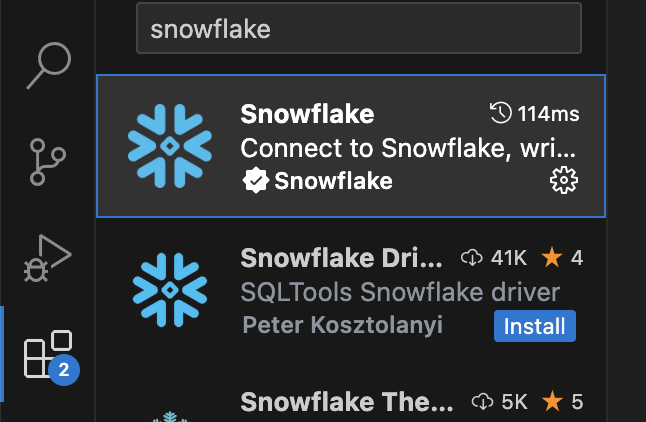 snowflake
Snowflake 114ms
Connect to Snowflake, wri...
Snowflake
Snowflake Dri... 41K 4
SQLTools Snowflake driver
Peter Kosztolanyi Install
2
Snowflake The... 5K 5